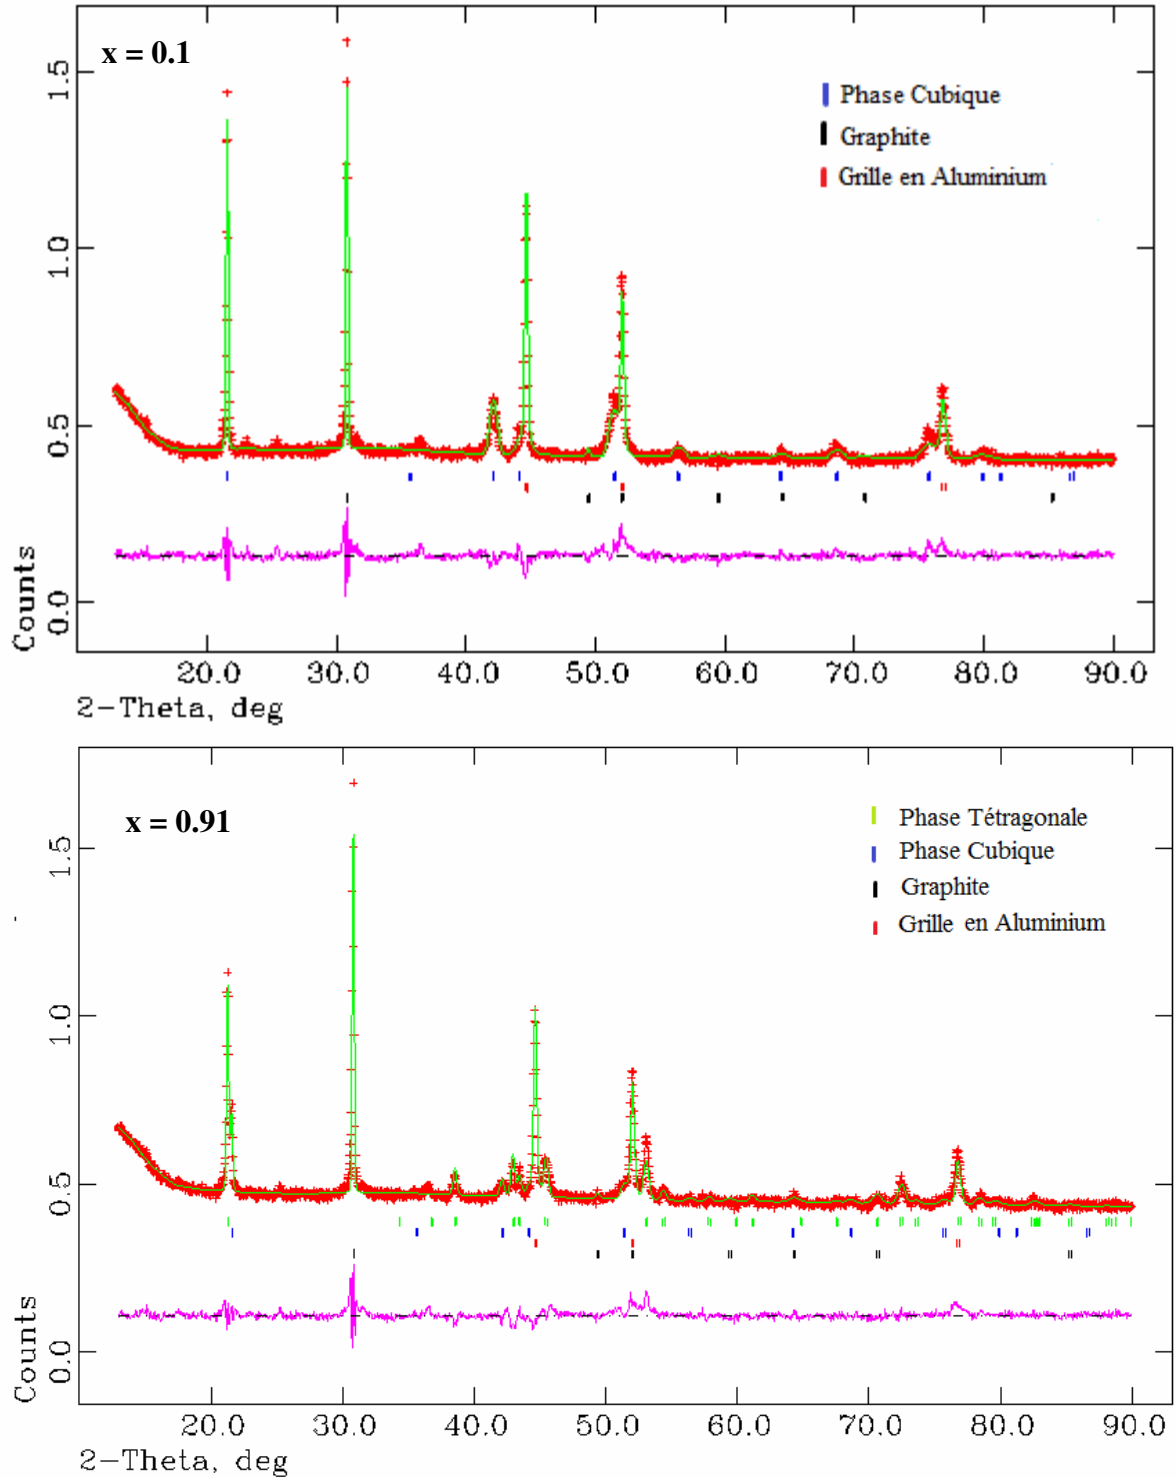 x = 0.1
Phase Cubique
Graphite
Grille en Aluminium
1.5
1.0
0.5
0.0
Counts
20.0 30.0 40.0 50.0 60.0 70.0 80.0 90.0
2-Theta, deg
x = 0.91
Phase Tétragonale
Phase Cubique
Graphite
Grille en Aluminium
1.5
1.0
0.5
0.0
Counts
20.0 30.0 40.0 50.0 60.0 70.0 80.0 90.0
2-Theta, deg